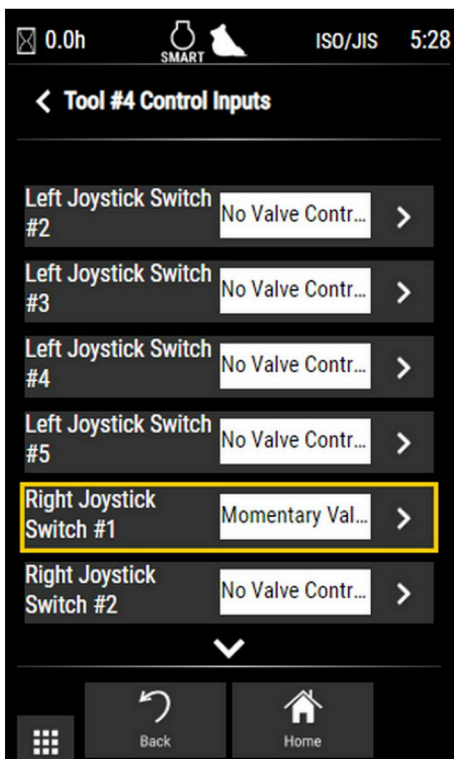 0.0h SMART ISO/JIS 5:28
Tool #4 Control Inputs
Left Joystick Switch
#2
No Valve Contr...
Left Joystick Switch
#3
No Valve Contr...
Left Joystick Switch
#4
No Valve Contr...
Left Joystick Switch
#5
No Valve Contr...
Right Joystick
Switch #1
Momentary Val...
Right Joystick
Switch #2
No Valve Contr...
Back
Home